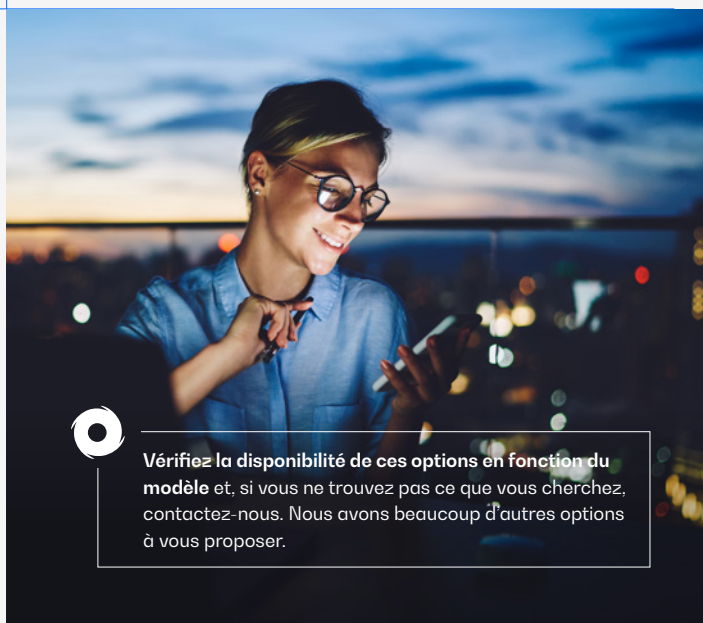 Vérifiez la disponibilité de ces options en fonction du
modèle et, si vous ne trouvez pas ce que vous cherchez,
contactez-nous. Nous avons beaucoup d'autres options
à vous proposer.